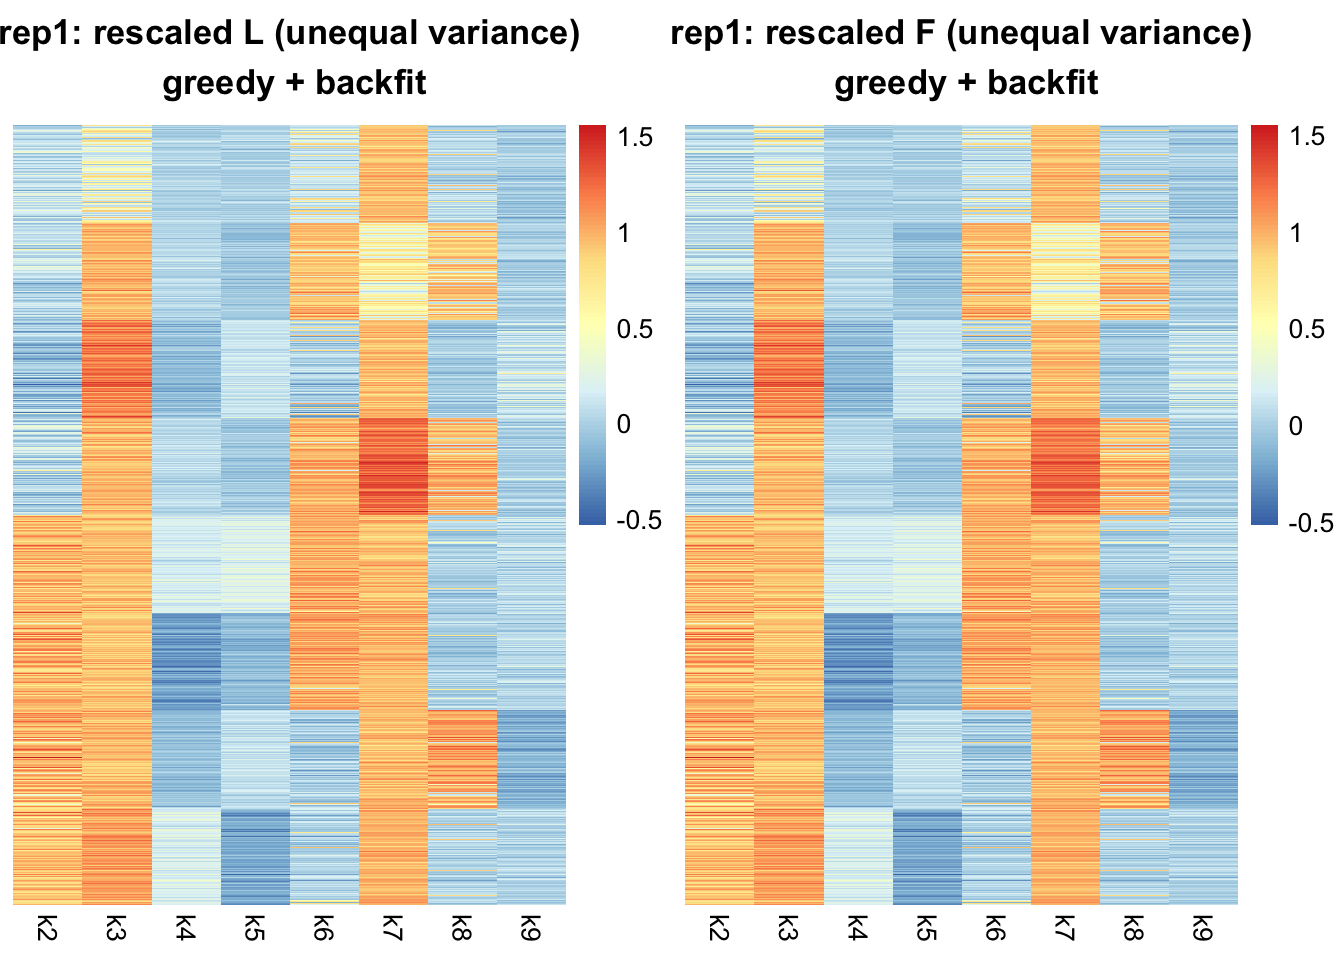 rep1: rescaled L (unequal variance)
greedy + backfit
1.5
1
0.5
0
-0.5
k2
k3
k4
k5
k6
k7
k8
k9
rep1: rescaled F (unequal variance)
greedy + backfit
1.5
1
0.5
0
-0.5
k2
k3
k4
k5
k6
k7
k8
k9